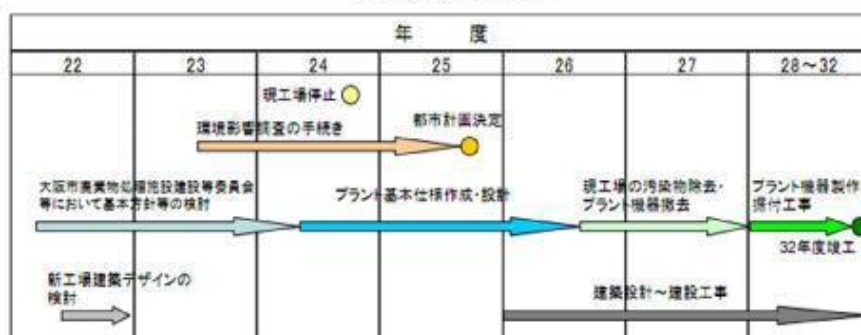 年 度
22 23 24 25 26 27 28～32
現工場停止
環境影響調査の手続き
都市計画決定
大阪市廃棄物処理施設建設等委員会
等において基本方針等の検討
プラント基本仕様作成・設計
現工場の汚染物除去・
プラント機器撤去
プラント機器製作
据付工事
32年度竣工
新工場建築デザインの
検討
建築設計～建設工事